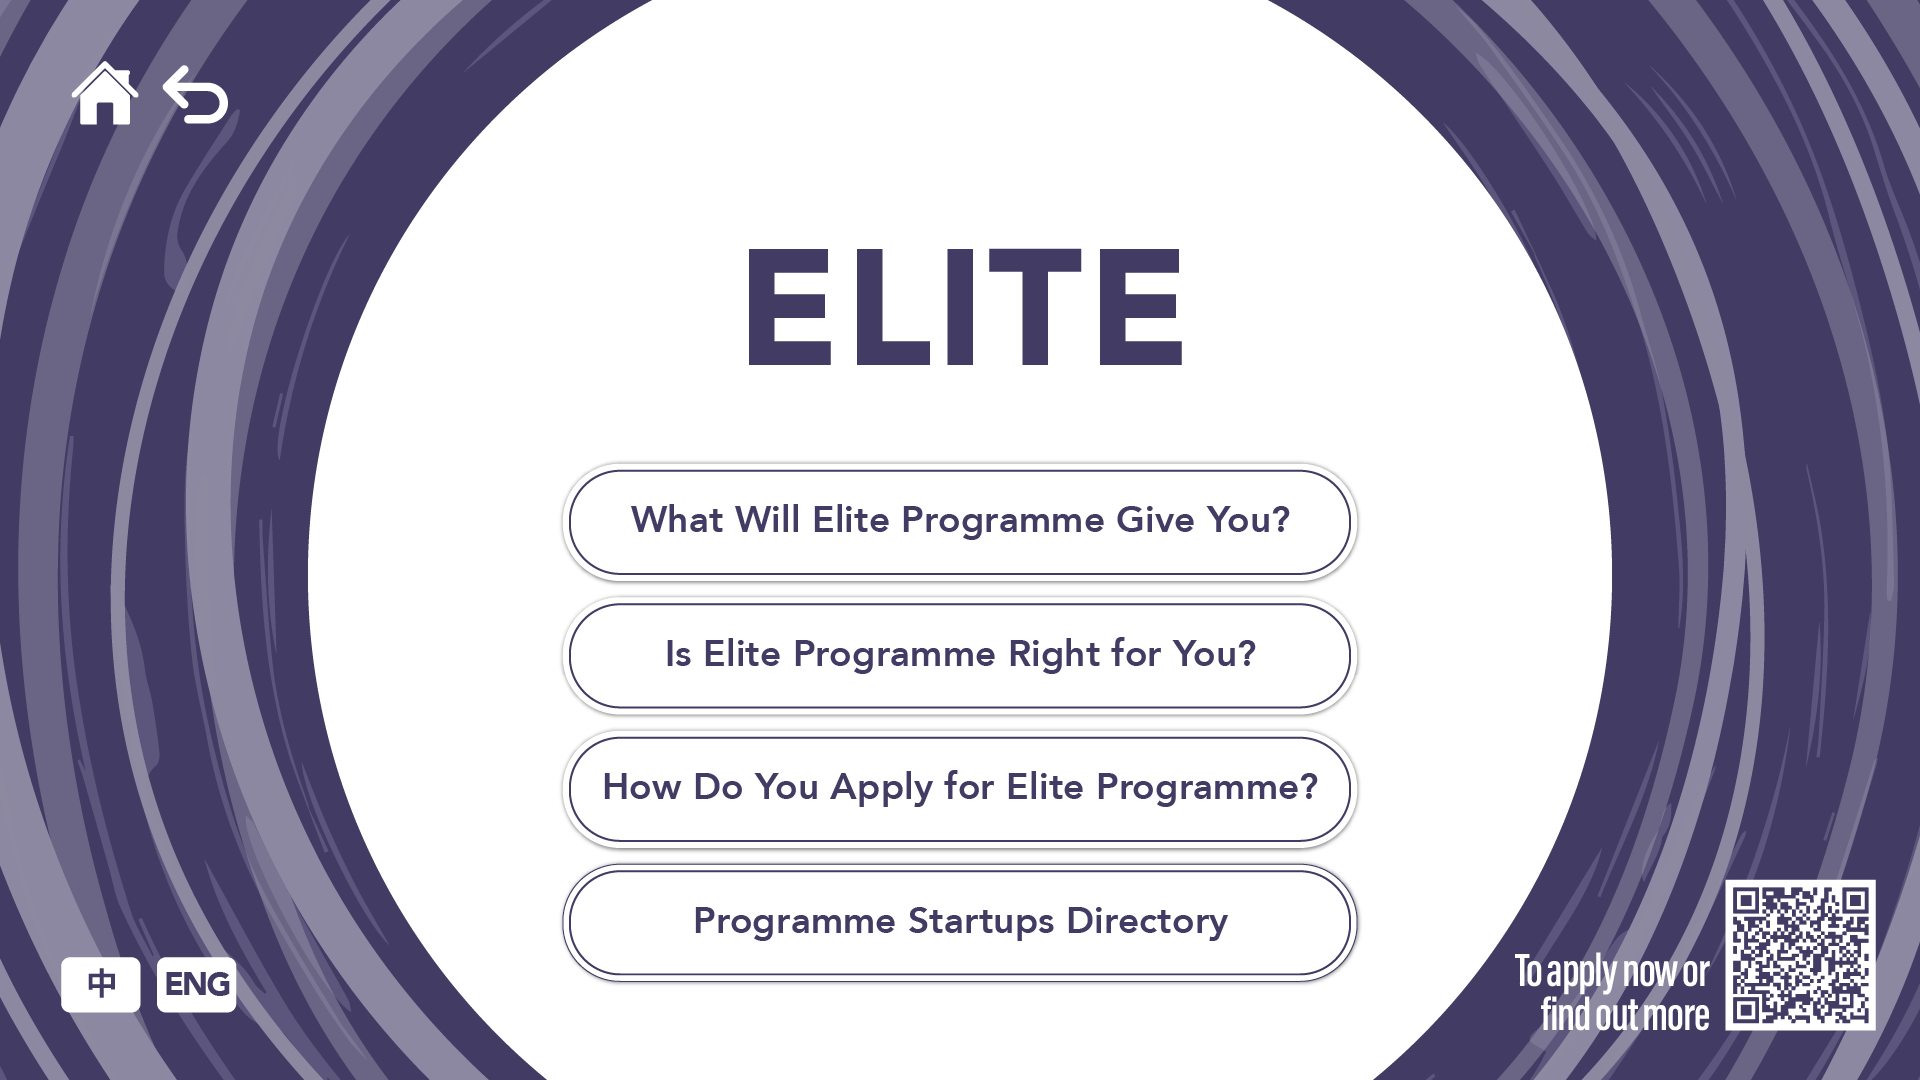 ELITE
What Will Elite Programme Give You?
Is Elite Programme Right for You?
How Do You Apply for Elite Programme?
Programme Startups Directory
中
ENG
To apply now or
find out more